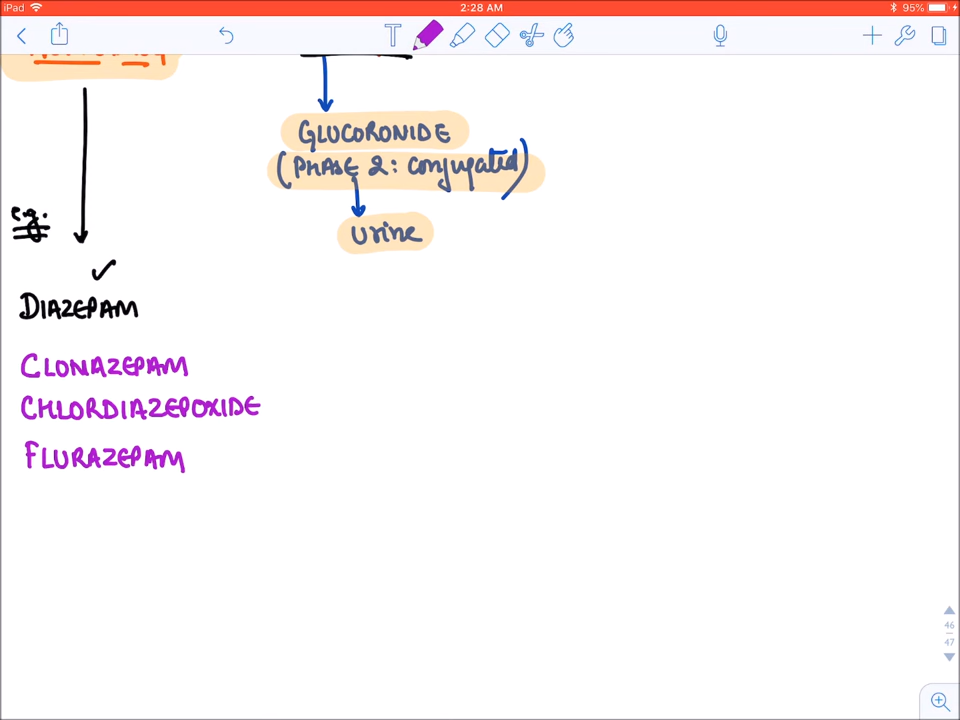 iPad
2:28 AM
95%
T
GLUCORONIDE
(PHASE 2: Conjugated)
urine
e.g.
DIAZEPAM
CLONAZEPAM
CHLORDIAZEPOXIDE
FLURAZEPAM
46
47